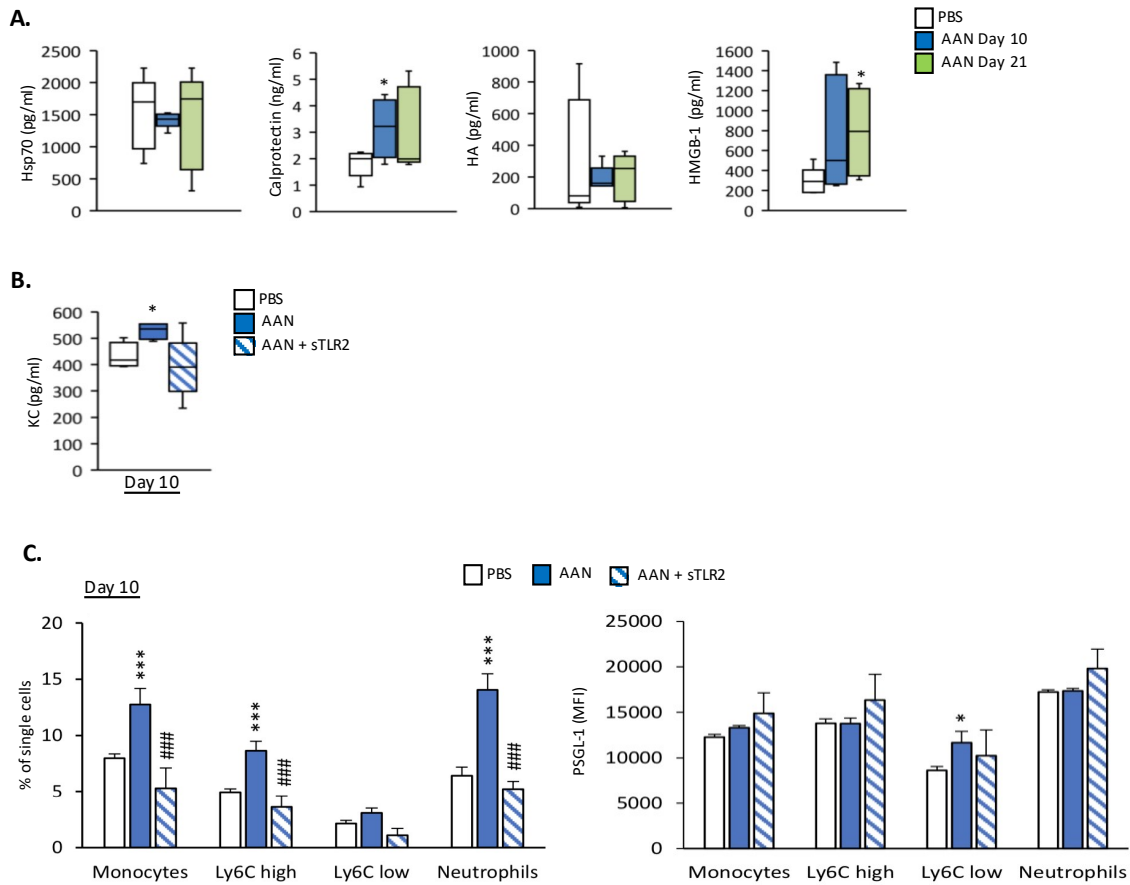 A.
PBS
AAN Day 10
AAN Day 21
Hsp70 (pg/ml)
2500
2000
1500
1000
500
0
Calprotectin (ng/ml)
6
5
4
3
2
1
0
*
HA (pg/ml)
1000
800
600
400
200
0
HMGB-1 (pg/ml)
1600
1400
1200
1000
800
600
400
200
0
*
B.
PBS
AAN
AAN + sTLR2
KC (pg/ml)
600
500
400
300
200
100
0
*
Day 10
C.
PBS
AAN
AAN + sTLR2
Day 10
% of single cells
20
15
10
5
0
***
###
***
###
***
###
Monocytes
Ly6C high
Ly6C low
Neutrophils
PSGL-1 (MFI)
25000
20000
15000
10000
5000
0
*
Monocytes
Ly6C high
Ly6C low
Neutrophils